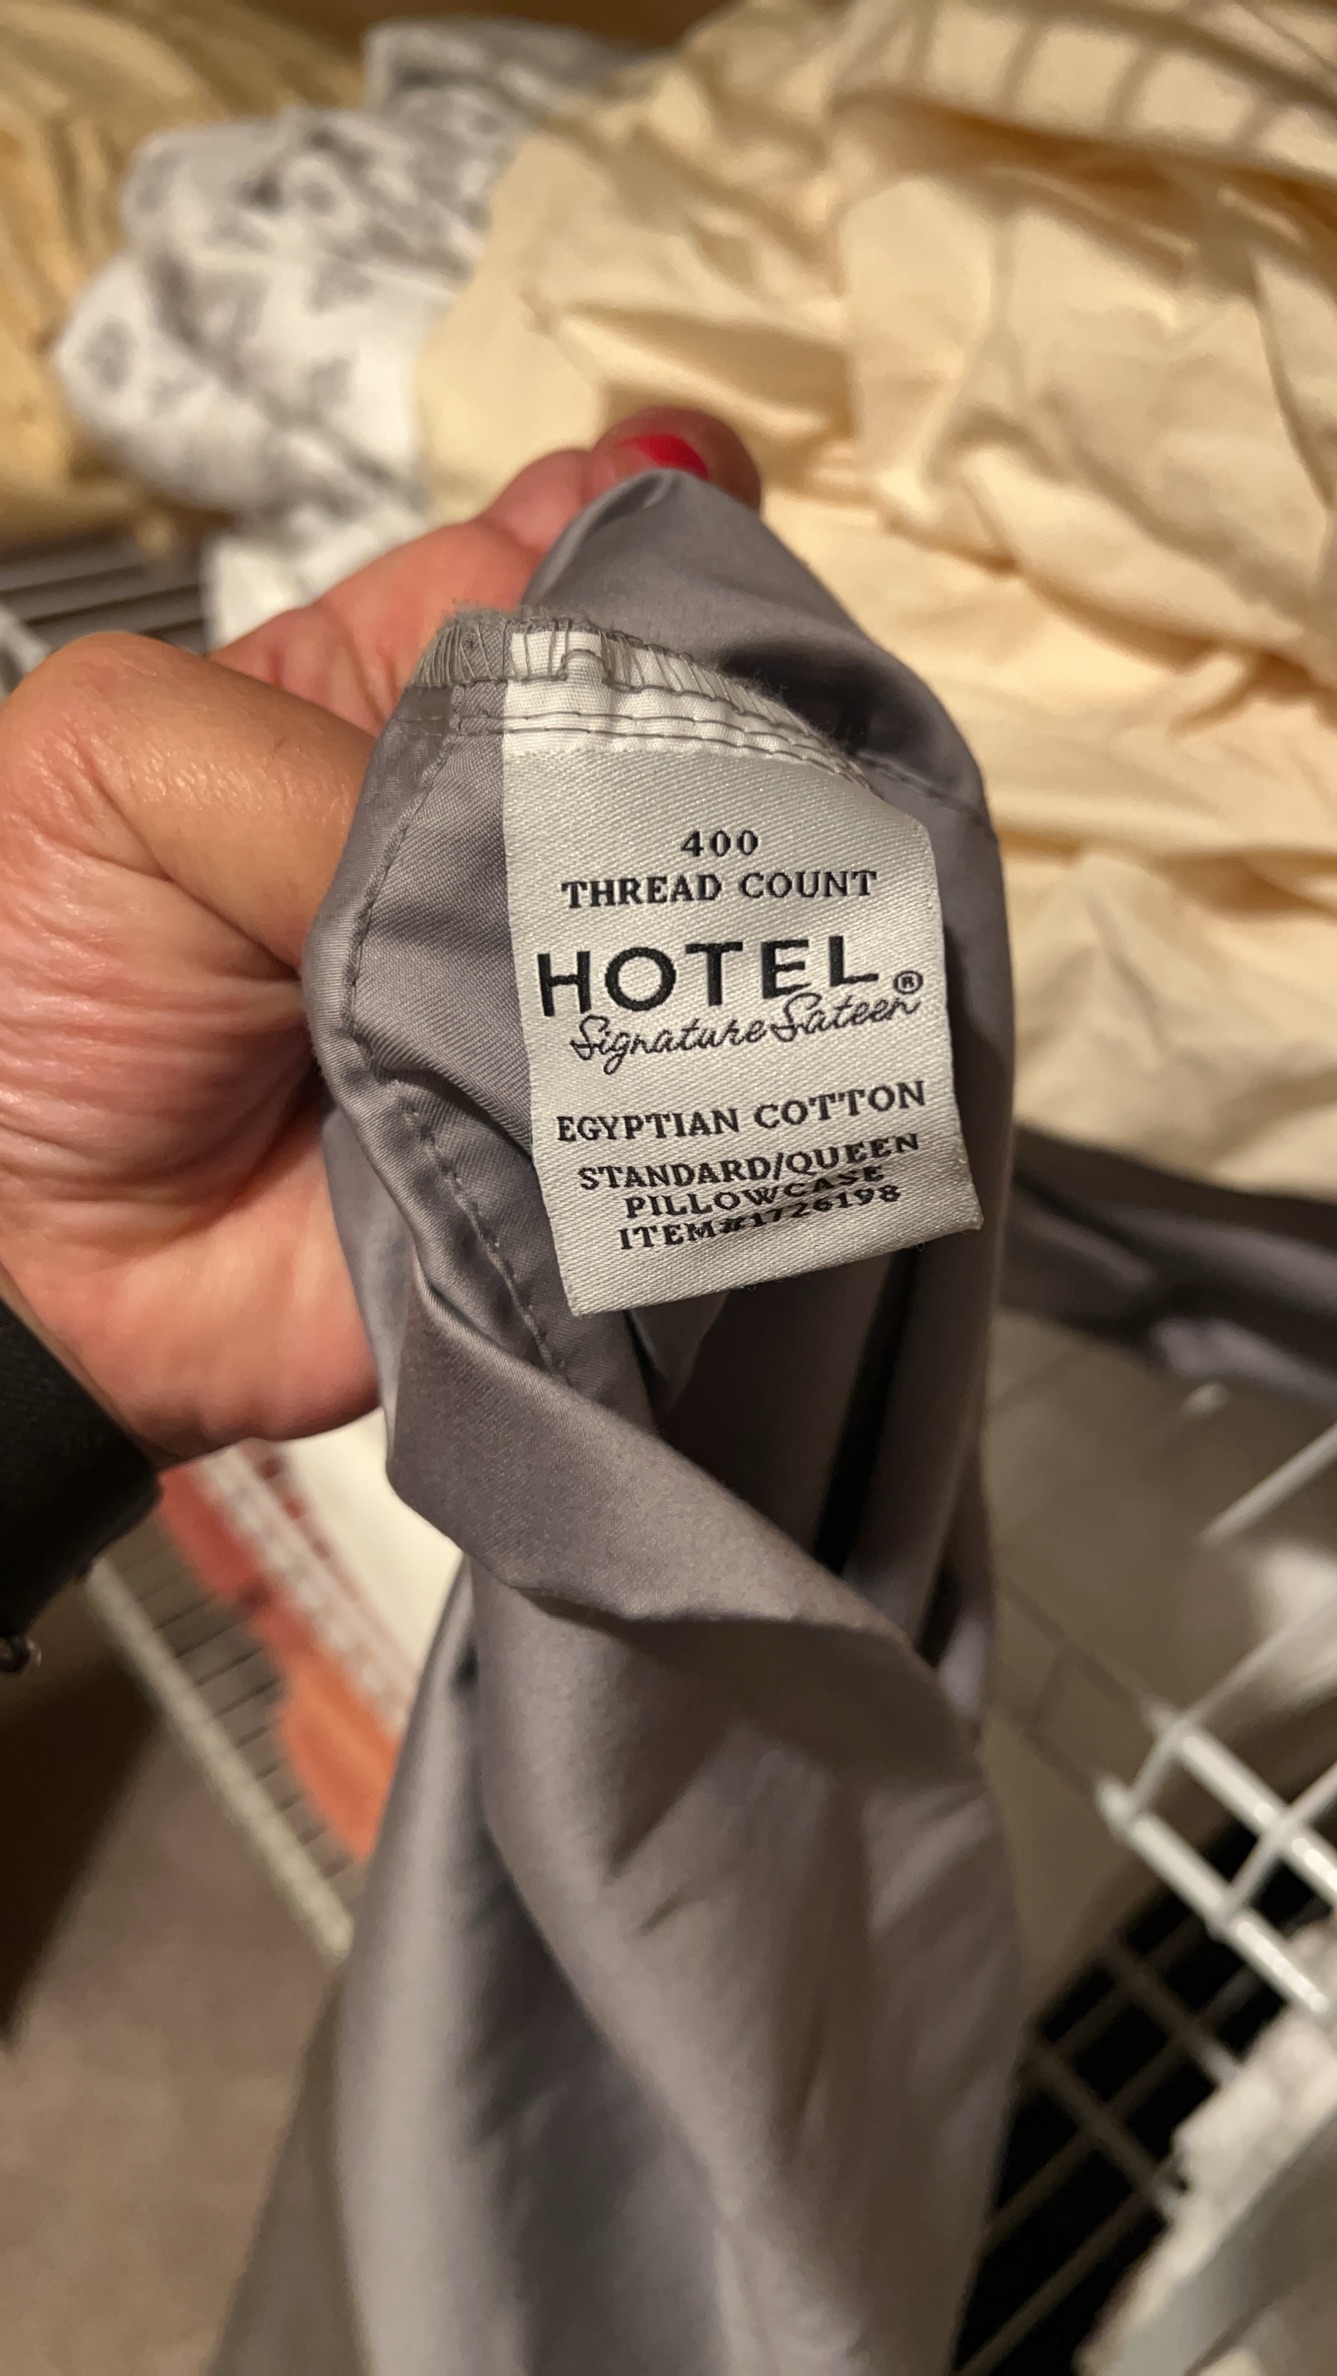 400
THREAD COUNT
HOTEL®
Signature Sateen
EGYPTIAN COTTON
STANDARD/QUEEN
PILLOWCASE
ITEM#1726198